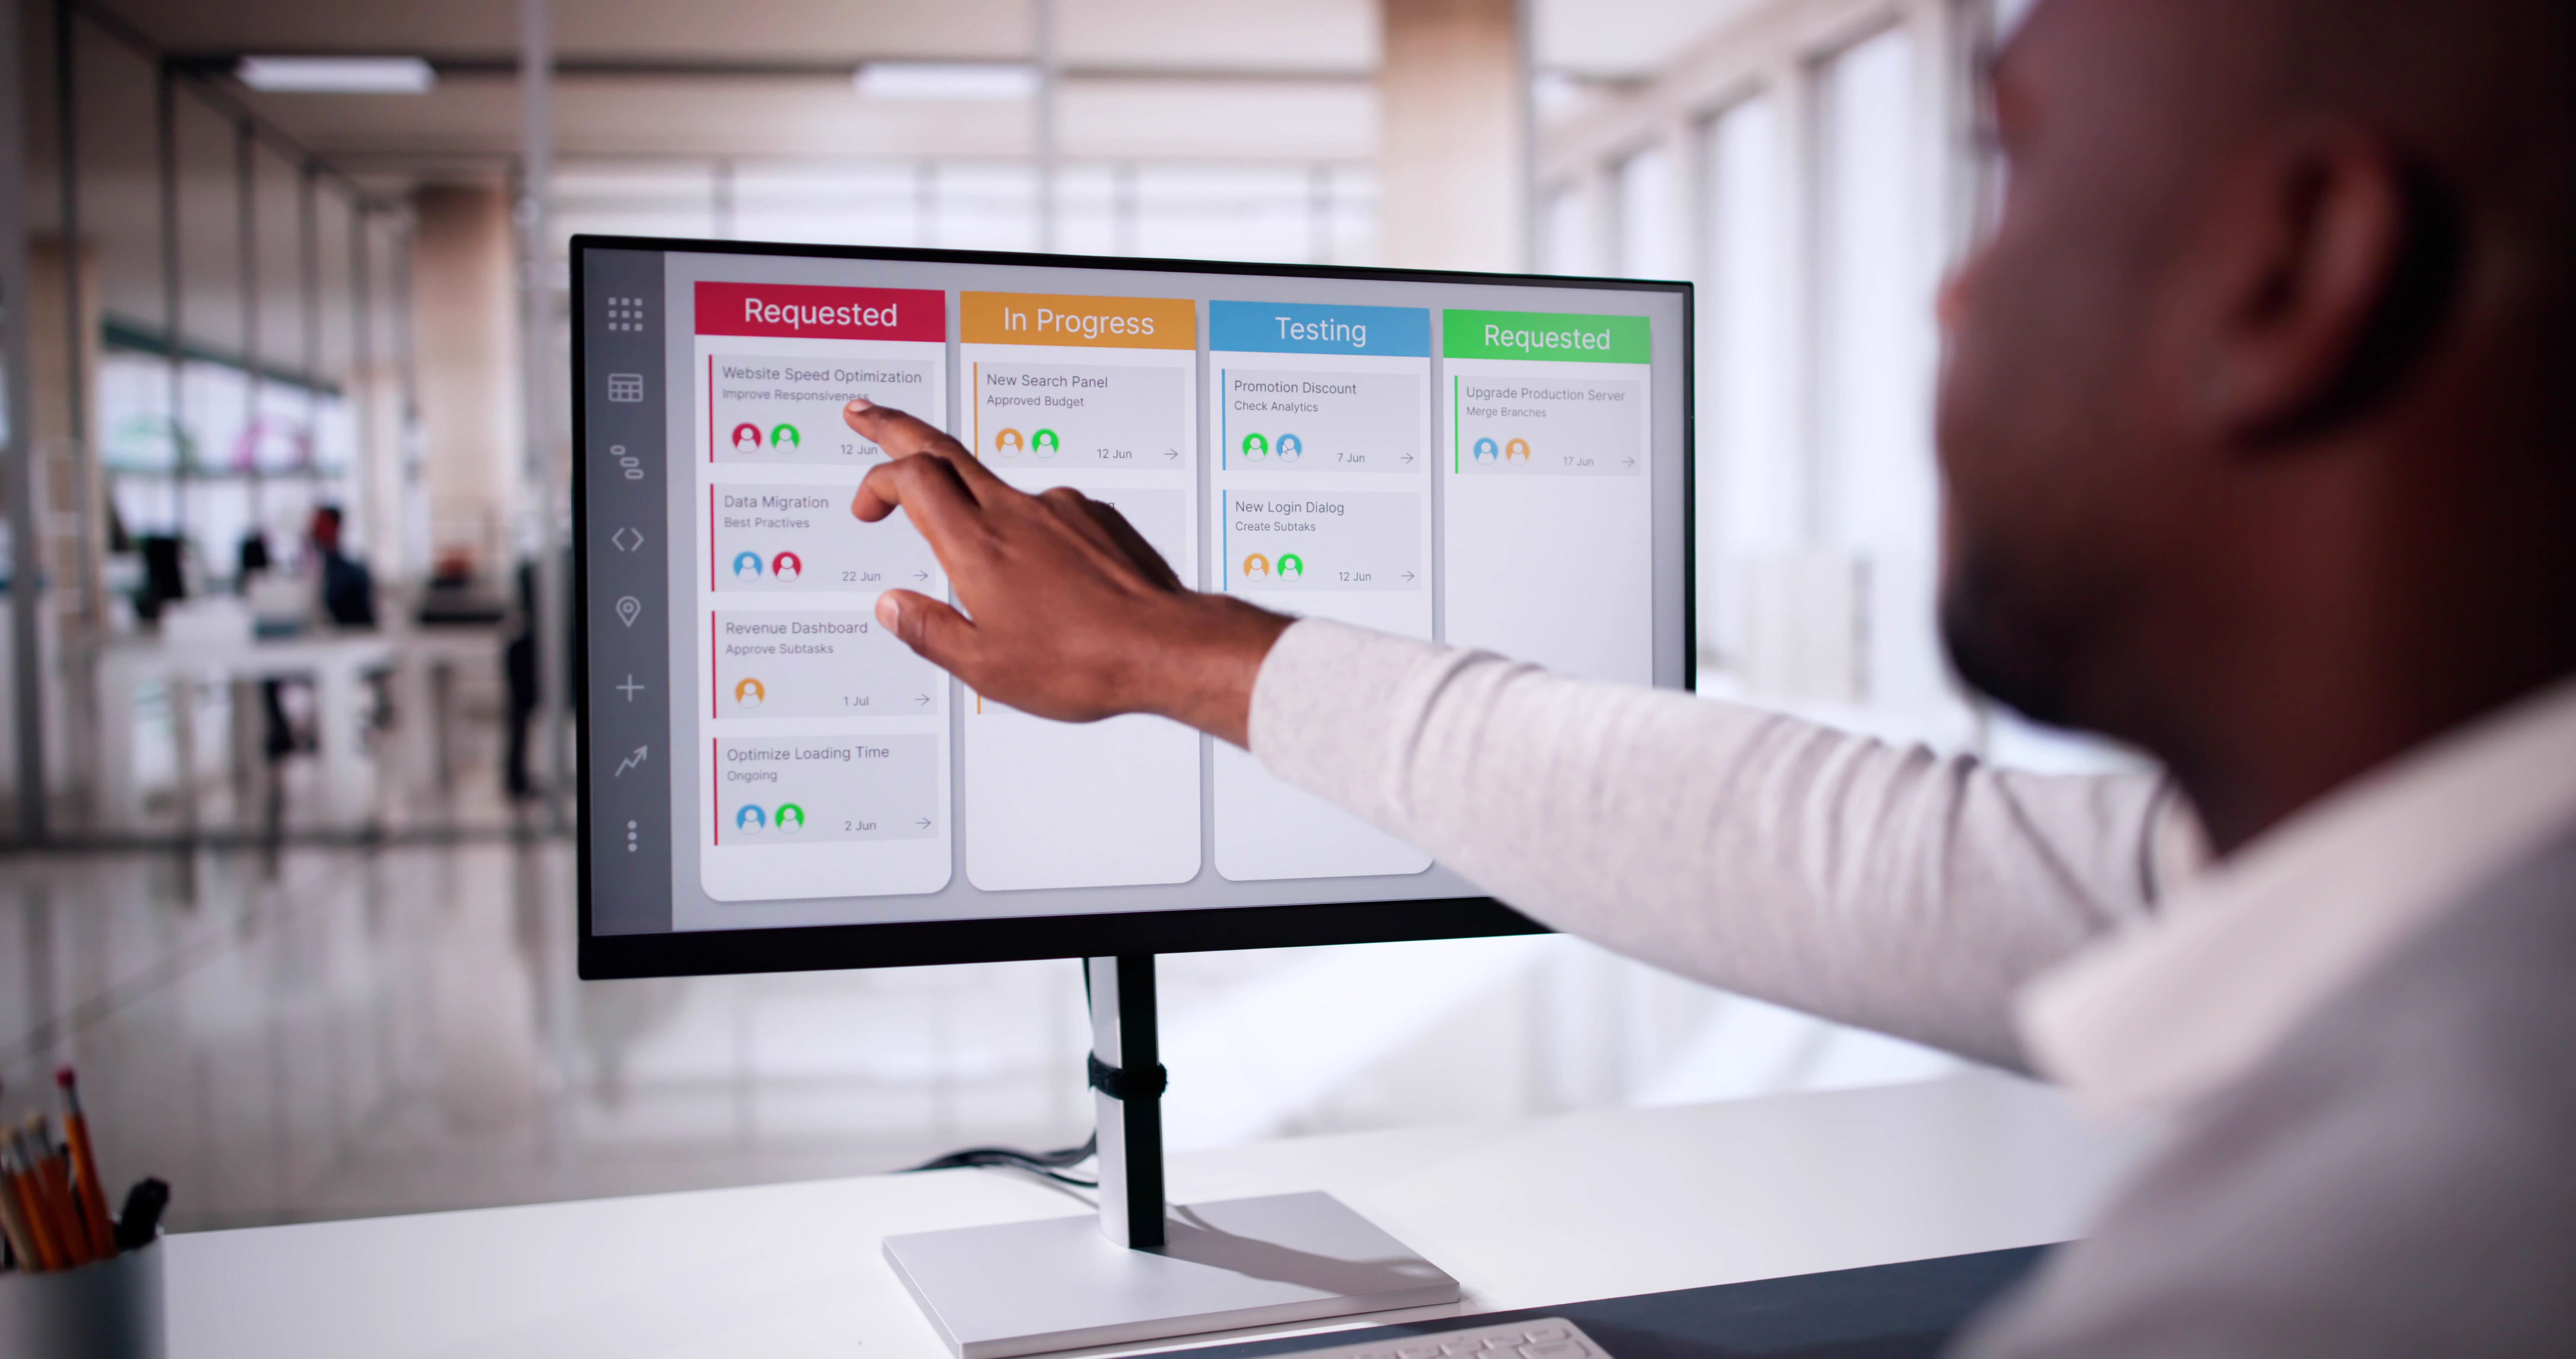 Requested
Website Speed Optimization
Improve Responsiveness
12 Jun
Data Migration
Best Practives
22 Jun
Revenue Dashboard
Approve Subtasks
1 Jul
Optimize Loading Time
Ongoing
2 Jun
In Progress
New Search Panel
Approved Budget
12 Jun
Testing
Promotion Discount
Check Analytics
7 Jun
New Login Dialog
Create Subtaks
12 Jun
Requested
Upgrade Production Server
Merge Branches
17 Jun